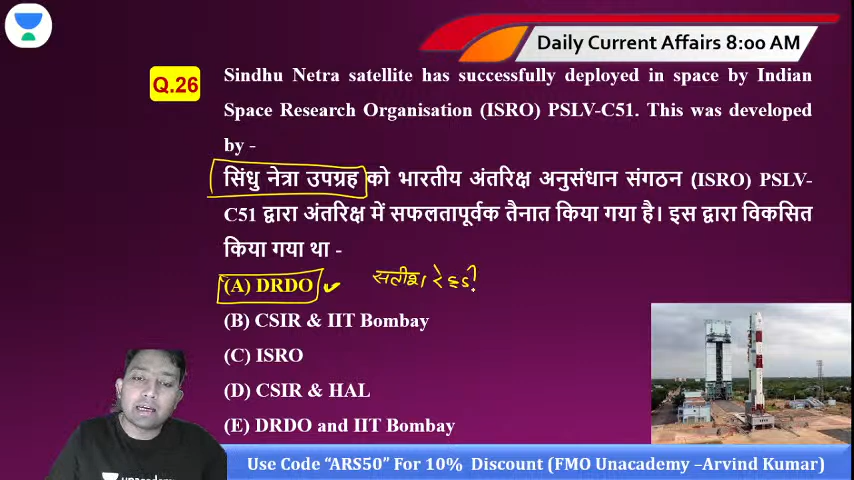 Daily Current Affairs 8:00 AM
Q.26
Sindhu Netra satellite has successfully deployed in space by Indian
Space Research Organisation (ISRO) PSLV-C51. This was developed
by -
सिंधु नेत्रा उपग्रह को भारतीय अंतरिक्ष अनुसंधान संगठन (ISRO) PSLV-
C51 द्वारा अंतरिक्ष में सफलतापूर्वक तैनात किया गया है। इस द्वारा विकसित
किया गया था -
(A) DRDO सतीश रेड्डी
(B) CSIR & IIT Bombay
(C) ISRO
(D) CSIR & HAL
(E) DRDO and IIT Bombay
unacademy
Use Code “ARS50” For 10% Discount (FMO Unacademy –Arvind Kumar)